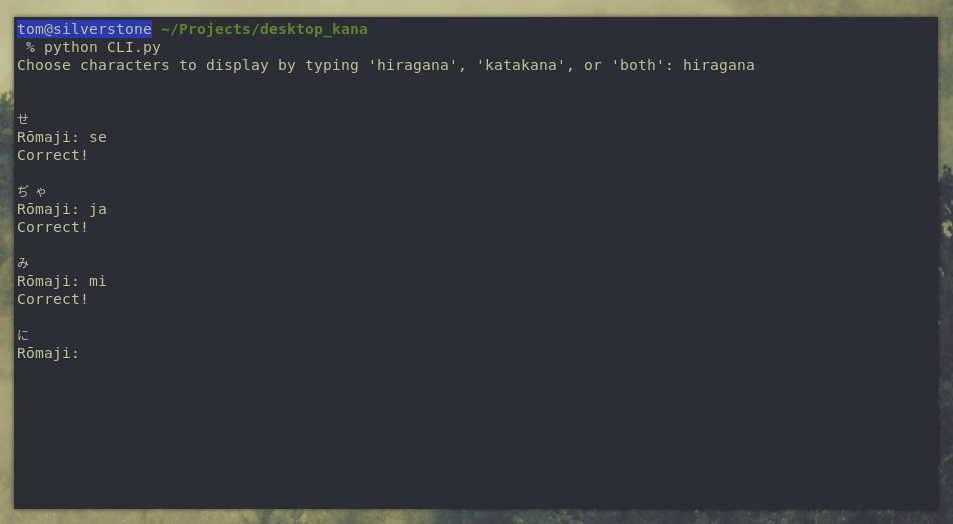 tom@silverstone ~/Projects/desktop_kana
% python CLI.py
Choose characters to display by typing 'hiragana', 'katakana', or 'both': hiragana
せ
Rōmaji: se
Correct!
ぢゃ
Rōmaji: ja
Correct!
み
Rōmaji: mi
Correct!
に
Rōmaji: